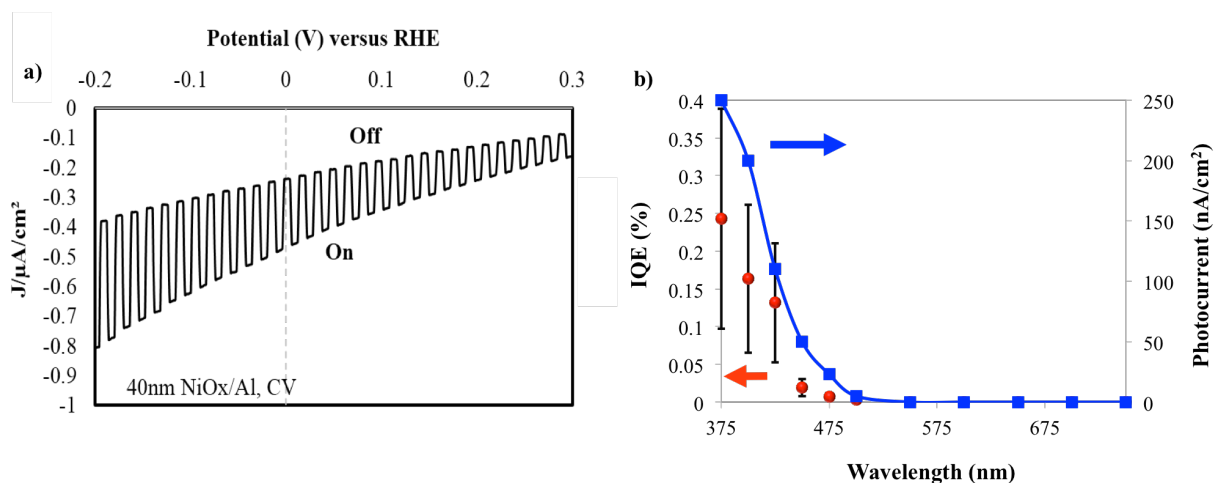 Potential (V) versus RHE
a)
-0.2 -0.1 0 0.1 0.2 0.3
0
-0.1
-0.2
-0.3
-0.4
-0.5
-0.6
-0.7
-0.8
-0.9
-1
J/µA/cm²
Off
On
40nm NiOx/Al, CV
b)
0.4
0.35
0.3
0.25
0.2
0.15
0.1
0.05
0
IQE (%)
250
200
150
100
50
0
Photocurrent (nA/cm²)
375 475 575 675
Wavelength (nm)